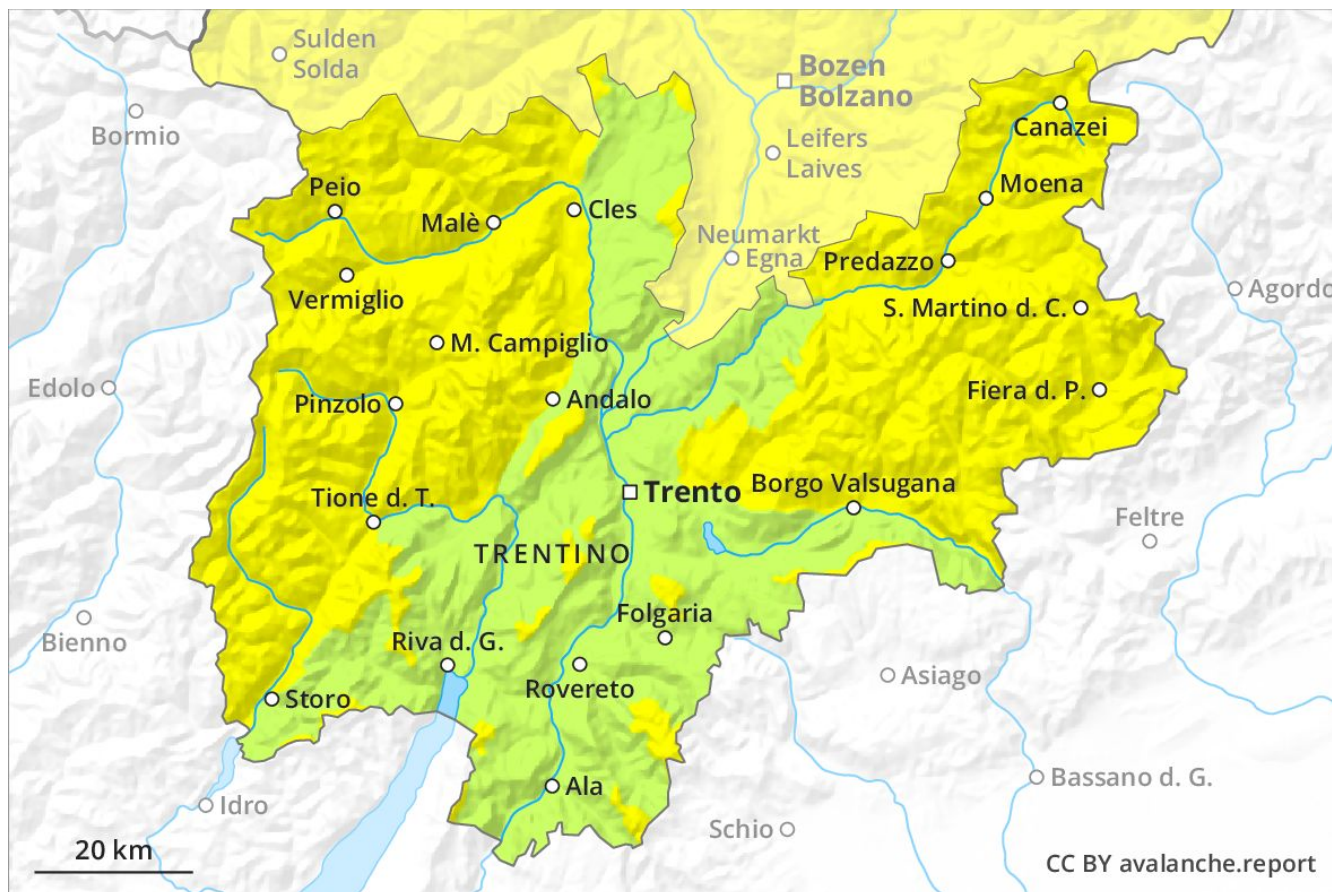 Sulden
Solda
Bozen
Bolzano
Bormio
Leifers
Laives
Canazei
Peio
Moena
Malè
Cles
Neumarkt
Egna
Predazzo
Vermiglio
S. Martino d. C.
Agordo
M. Campiglio
Edolo
Pinzolo
Andalo
Fiera d. P.
Trento
Borgo Valsugana
Tione d. T.
Feltre
TRENTINO
Bienno
Folgaria
Riva d. G.
Asiago
Storo
Rovereto
Bassano d. G.
Ala
Idro
Schio
20 km
CC BY avalanche.report